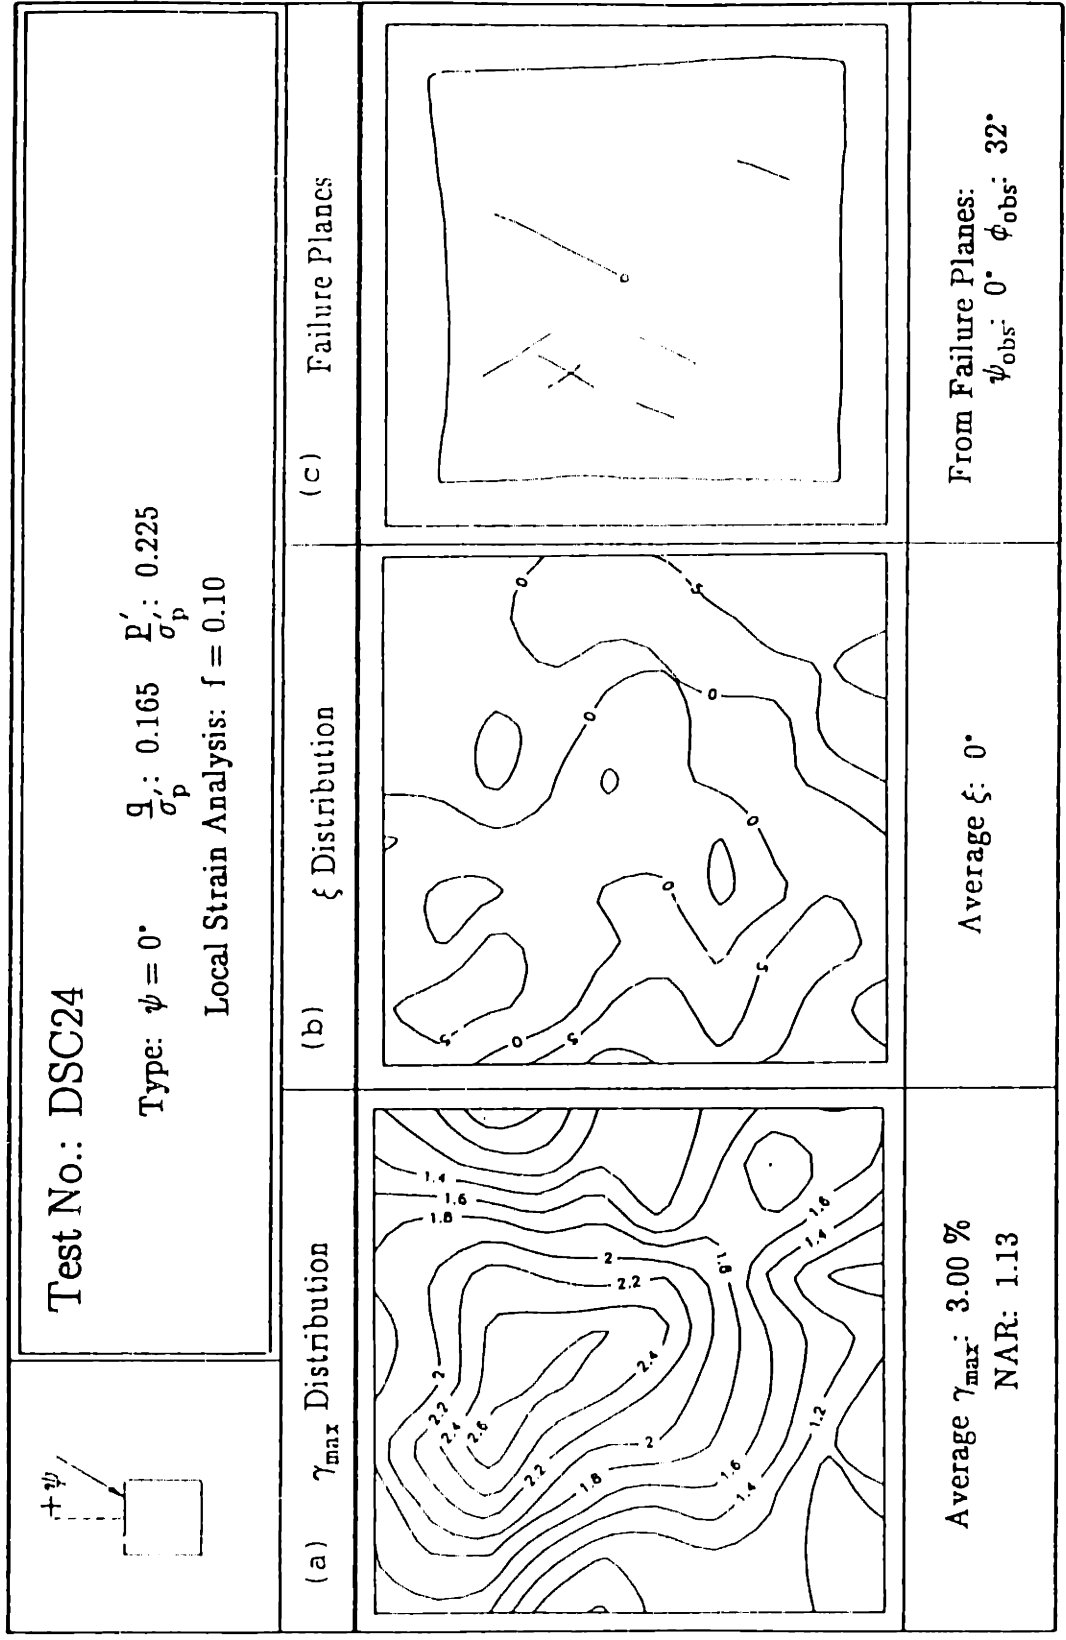 +ψ
Test No.: DSC24
Type: ψ = 0° q/σ′p: 0.165 p′/σ′p: 0.225
Local Strain Analysis: f = 0.10
(a) γmax Distribution
(b) ξ Distribution
(c) Failure Planes
1.4
1.6
1.8
2
2.2
2
2.2
2.4
2.6
2.4
2.2
2
1.8
1.8
1.6
1.4
1.6
1.4
1.2
0
0
0
0
0
0
5
5
5
5
Average γmax: 3.00 %
NAR: 1.13
Average ξ: 0°
From Failure Planes:
ψobs: 0° φobs: 32°